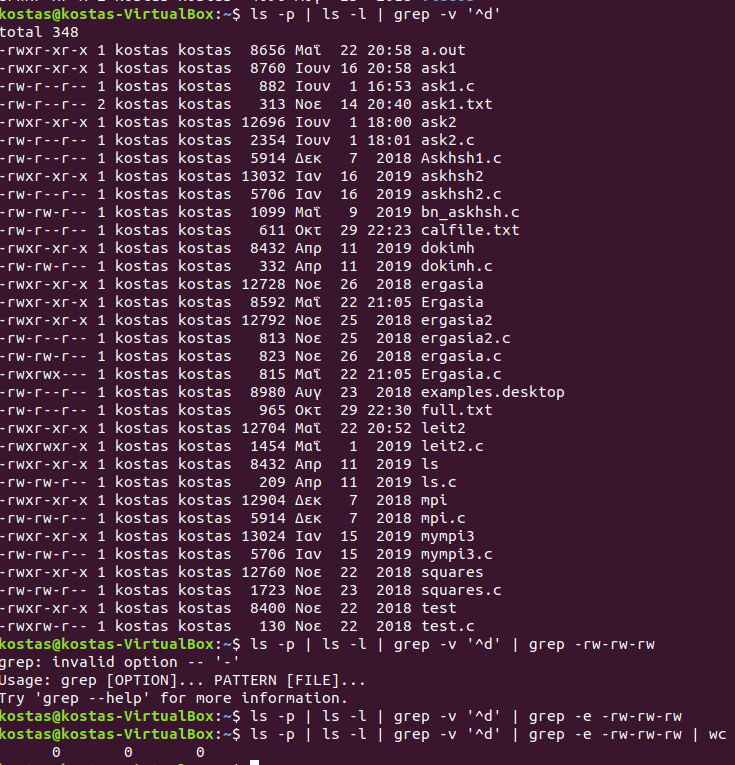 kostas@kostas-VirtualBox:~$ ls -p | ls -l | grep -v '^d'
total 348
-rwxr-xr-x 1 kostas kostas  8656 Μαΐ  22 20:58 a.out
-rwxr-xr-x 1 kostas kostas  8760 Ιουν 16 20:58 ask1
-rw-r--r-- 1 kostas kostas   882 Ιουν  1 16:53 ask1.c
-rw-r--r-- 2 kostas kostas   313 Νοε  14 20:40 ask1.txt
-rwxr-xr-x 1 kostas kostas 12696 Ιουν  1 18:00 ask2
-rw-r--r-- 1 kostas kostas  2354 Ιουν  1 18:01 ask2.c
-rw-r--r-- 1 kostas kostas  5914 Δεκ   7  2018 Askhsh1.c
-rwxr-xr-x 1 kostas kostas 13032 Ιαν  16  2019 askhsh2
-rw-r--r-- 1 kostas kostas  5706 Ιαν  16  2019 askhsh2.c
-rw-rw-r-- 1 kostas kostas  1099 Μαΐ   9  2019 bn_askhsh.c
-rw-r--r-- 1 kostas kostas   611 Οκτ  29 22:23 calfile.txt
-rwxr-xr-x 1 kostas kostas  8432 Απρ  11  2019 dokimh
-rw-rw-r-- 1 kostas kostas   332 Απρ  11  2019 dokimh.c
-rwxr-xr-x 1 kostas kostas 12728 Νοε  26  2018 ergasia
-rwxr-xr-x 1 kostas kostas  8592 Μαΐ  22 21:05 Ergasia
-rwxr-xr-x 1 kostas kostas 12792 Νοε  25  2018 ergasia2
-rw-r--r-- 1 kostas kostas   813 Νοε  25  2018 ergasia2.c
-rw-rw-r-- 1 kostas kostas   823 Νοε  26  2018 ergasia.c
-rwxrwx--- 1 kostas kostas   815 Μαΐ  22 21:05 Ergasia.c
-rw-r--r-- 1 kostas kostas  8980 Αυγ  23  2018 examples.desktop
-rw-r--r-- 1 kostas kostas   965 Οκτ  29 22:30 full.txt
-rwxr-xr-x 1 kostas kostas 12704 Μαΐ  22 20:52 leit2
-rwxrwxr-x 1 kostas kostas  1454 Μαΐ   1  2019 leit2.c
-rwxr-xr-x 1 kostas kostas  8432 Απρ  11  2019 ls
-rw-rw-r-- 1 kostas kostas   209 Απρ  11  2019 ls.c
-rwxr-xr-x 1 kostas kostas 12904 Δεκ   7  2018 mpi
-rw-rw-r-- 1 kostas kostas  5914 Δεκ   7  2018 mpi.c
-rwxr-xr-x 1 kostas kostas 13024 Ιαν  15  2019 mympi3
-rw-rw-r-- 1 kostas kostas  5706 Ιαν  15  2019 mympi3.c
-rwxr-xr-x 1 kostas kostas 12760 Νοε  22  2018 squares
-rw-rw-r-- 1 kostas kostas  1723 Νοε  23  2018 squares.c
-rwxr-xr-x 1 kostas kostas  8400 Νοε  22  2018 test
-rwxrw-rw- 1 kostas kostas   130 Νοε  22  2018 test.c
kostas@kostas-VirtualBox:~$ ls -p | ls -l | grep -v '^d' | grep -rw-rw-rw
grep: invalid option -- '-'
Usage: grep [OPTION]... PATTERN [FILE]...
Try 'grep --help' for more information.
kostas@kostas-VirtualBox:~$ ls -p | ls -l | grep -v '^d' | grep -e -rw-rw-rw
kostas@kostas-VirtualBox:~$ ls -p | ls -l | grep -v '^d' | grep -e -rw-rw-rw | wc
      0       0       0